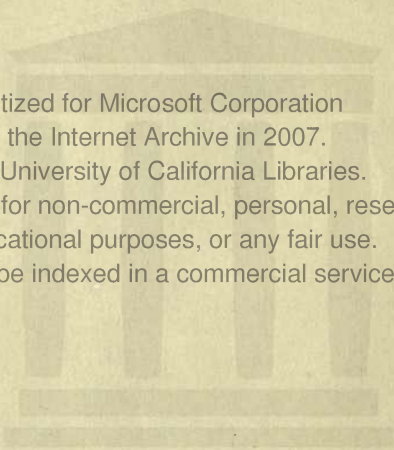 tized for Microsoft Corporation
the Internet Archive in 2007.
University of California Libraries.
for non-commercial, personal, rese
cational purposes, or any fair use.
be indexed in a commercial service